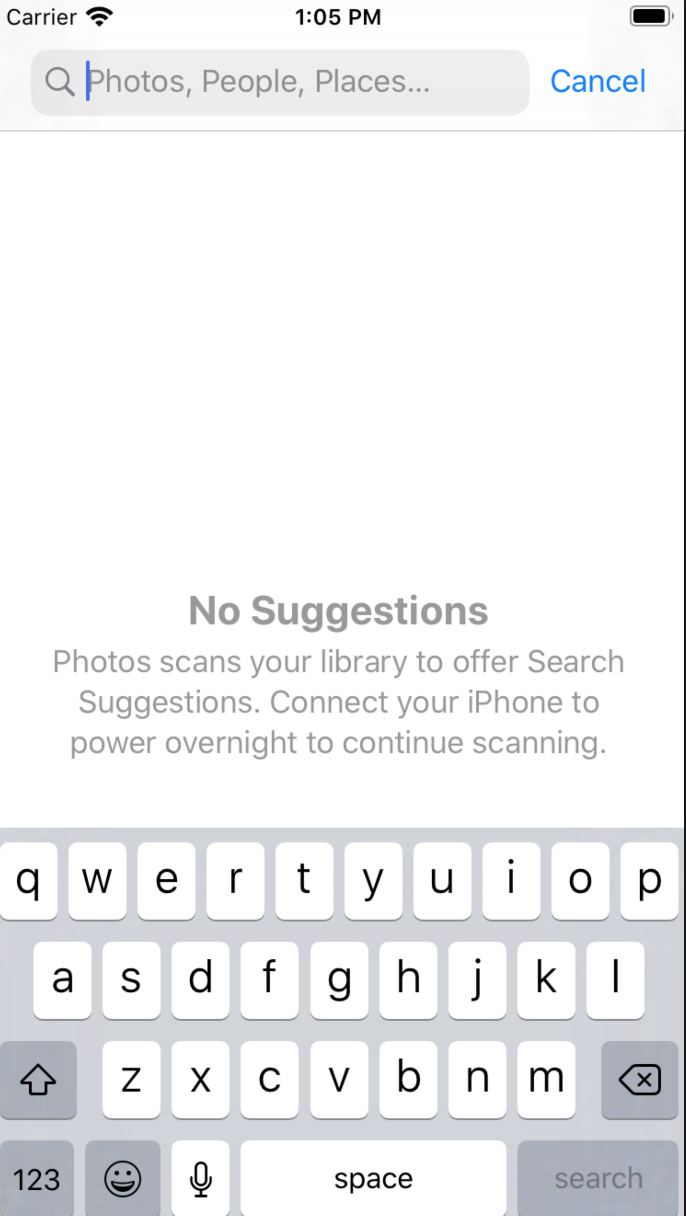 Carrier 1:05 PM
Photos, People, Places... Cancel
No Suggestions
Photos scans your library to offer Search
Suggestions. Connect your iPhone to
power overnight to continue scanning.
q w e r t y u i o p
a s d f g h j k l
z x c v b n m
123 space search